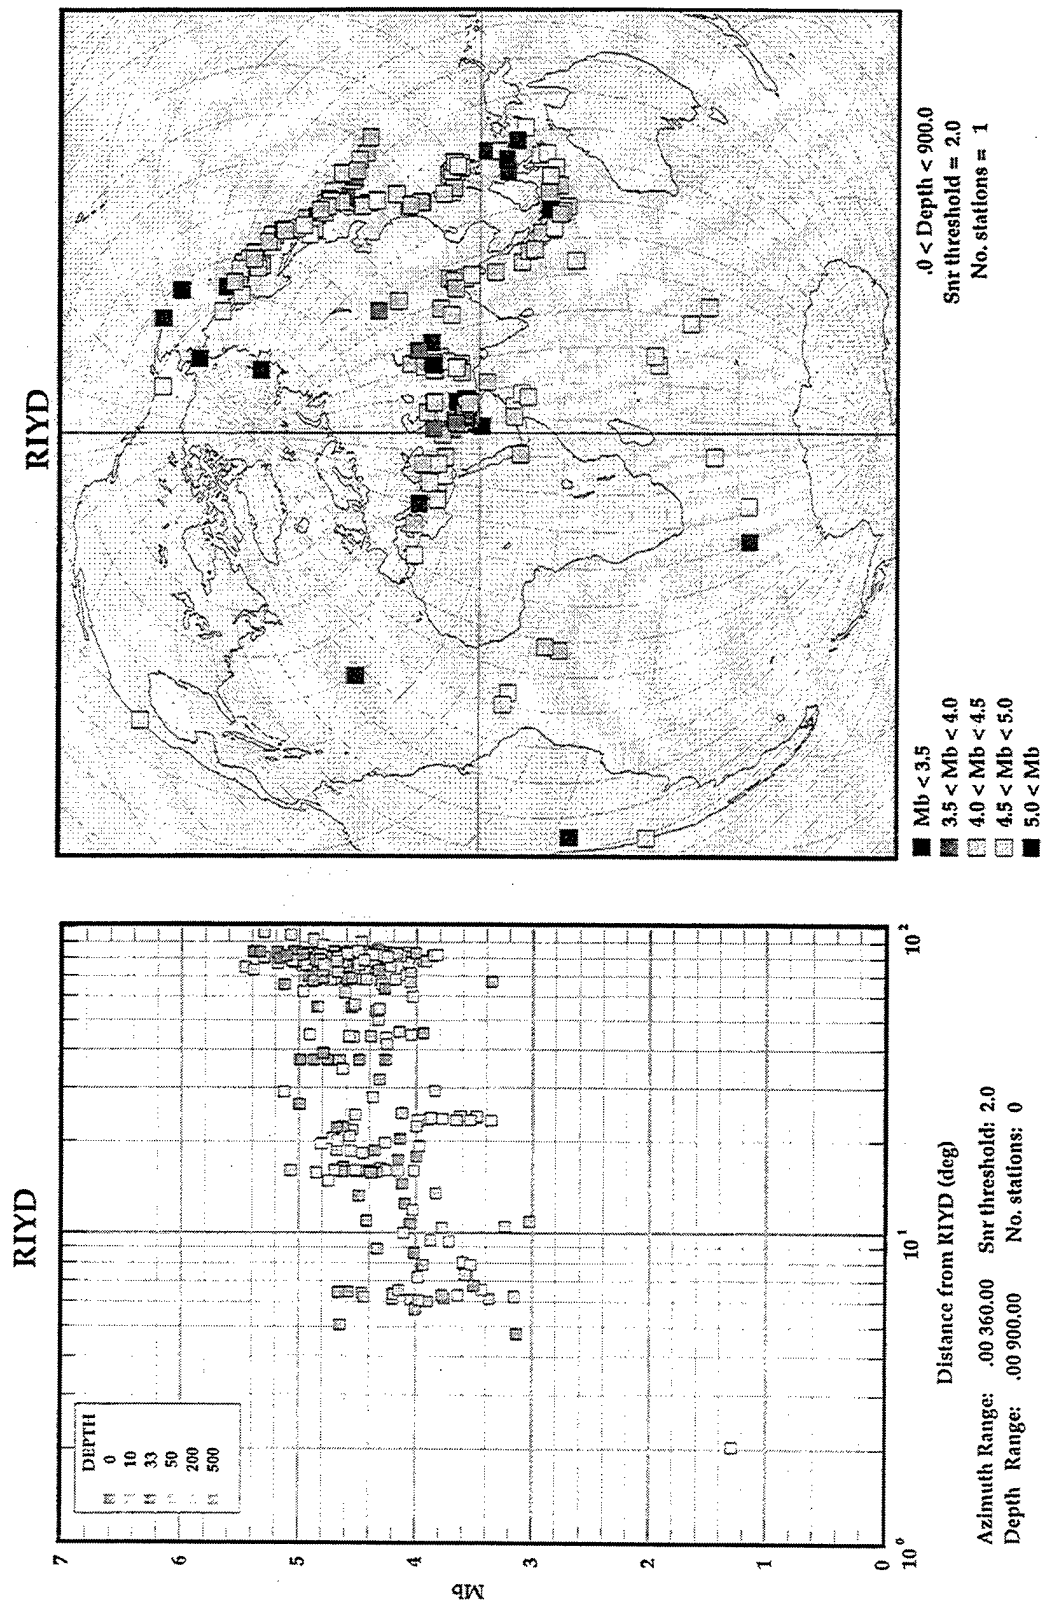 RIYD
DEPTH
0
10
33
50
200
500
7
6
5
4
3
2
1
0
Mb
10⁰
10¹
10²
Distance from RIYD (deg)
Azimuth Range: .00 360.00 Snr threshold: 2.0
Depth Range: .00 900.00 No. stations: 0
RIYD
Mb < 3.5
3.5 < Mb < 4.0
4.0 < Mb < 4.5
4.5 < Mb < 5.0
5.0 < Mb
.0 < Depth < 900.0
Snr threshold = 2.0
No. stations = 1